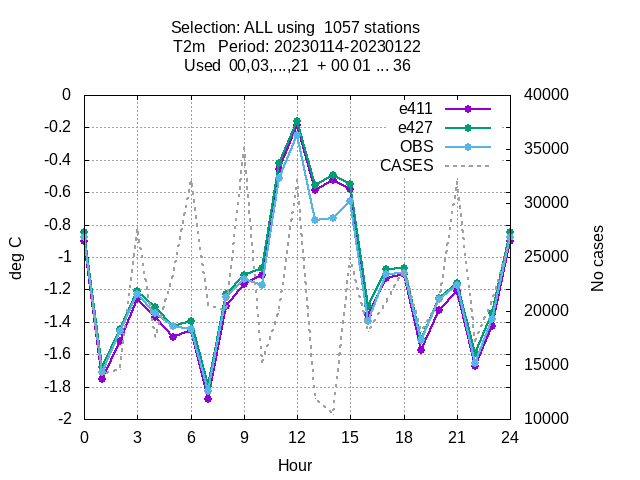 Selection: ALL using  1057 stations
T2m   Period: 20230114-20230122
Used  00,03,...,21  + 00 01 ... 36
0
-0.2
-0.4
-0.6
-0.8
-1
-1.2
-1.4
-1.6
-1.8
-2
deg C
e411
e427
OBS
CASES
40000
35000
30000
25000
20000
15000
10000
No cases
0 3 6 9 12 15 18 21 24
Hour